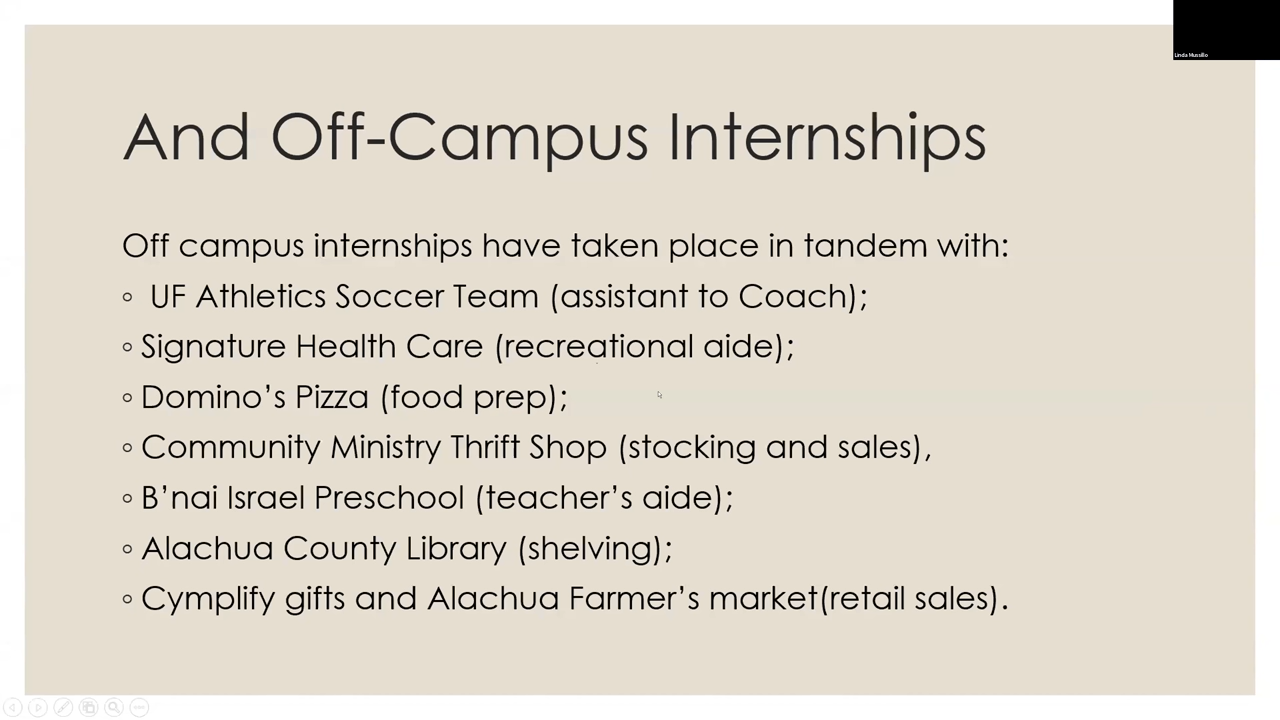 Linda Mussillo
And Off-Campus Internships
Off campus internships have taken place in tandem with:
◦ UF Athletics Soccer Team (assistant to Coach);
◦ Signature Health Care (recreational aide);
◦ Domino’s Pizza (food prep);
◦ Community Ministry Thrift Shop (stocking and sales),
◦ B’nai Israel Preschool (teacher’s aide);
◦ Alachua County Library (shelving);
◦ Cymplify gifts and Alachua Farmer’s market(retail sales).